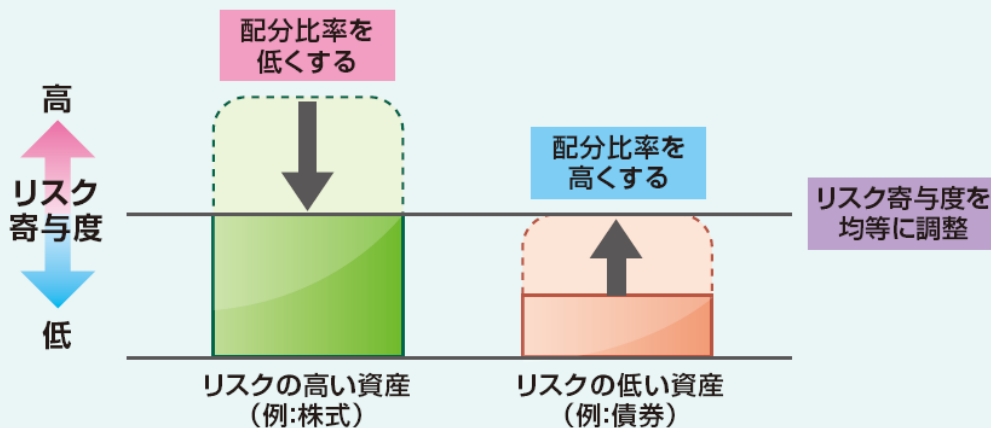 配分比率を
低くする
高
リスク
寄与度
低
配分比率を
高くする
リスク寄与度を
均等に調整
リスクの高い資産
（例:株式）
リスクの低い資産
（例:債券）